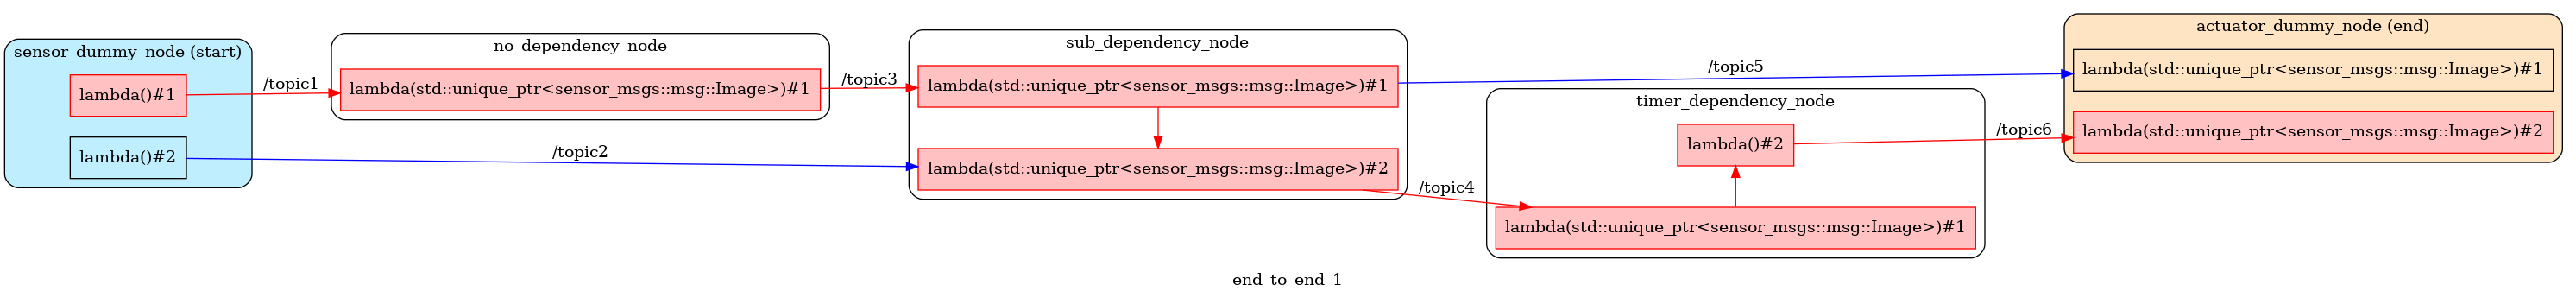 sensor_dummy_node (start)
lambda()#1
lambda()#2
/topic1
/topic2
no_dependency_node
lambda(std::unique_ptr<sensor_msgs::msg::Image>)#1
/topic3
sub_dependency_node
lambda(std::unique_ptr<sensor_msgs::msg::Image>)#1
lambda(std::unique_ptr<sensor_msgs::msg::Image>)#2
/topic4
/topic5
timer_dependency_node
lambda()#2
lambda(std::unique_ptr<sensor_msgs::msg::Image>)#1
/topic6
actuator_dummy_node (end)
lambda(std::unique_ptr<sensor_msgs::msg::Image>)#1
lambda(std::unique_ptr<sensor_msgs::msg::Image>)#2
end_to_end_1